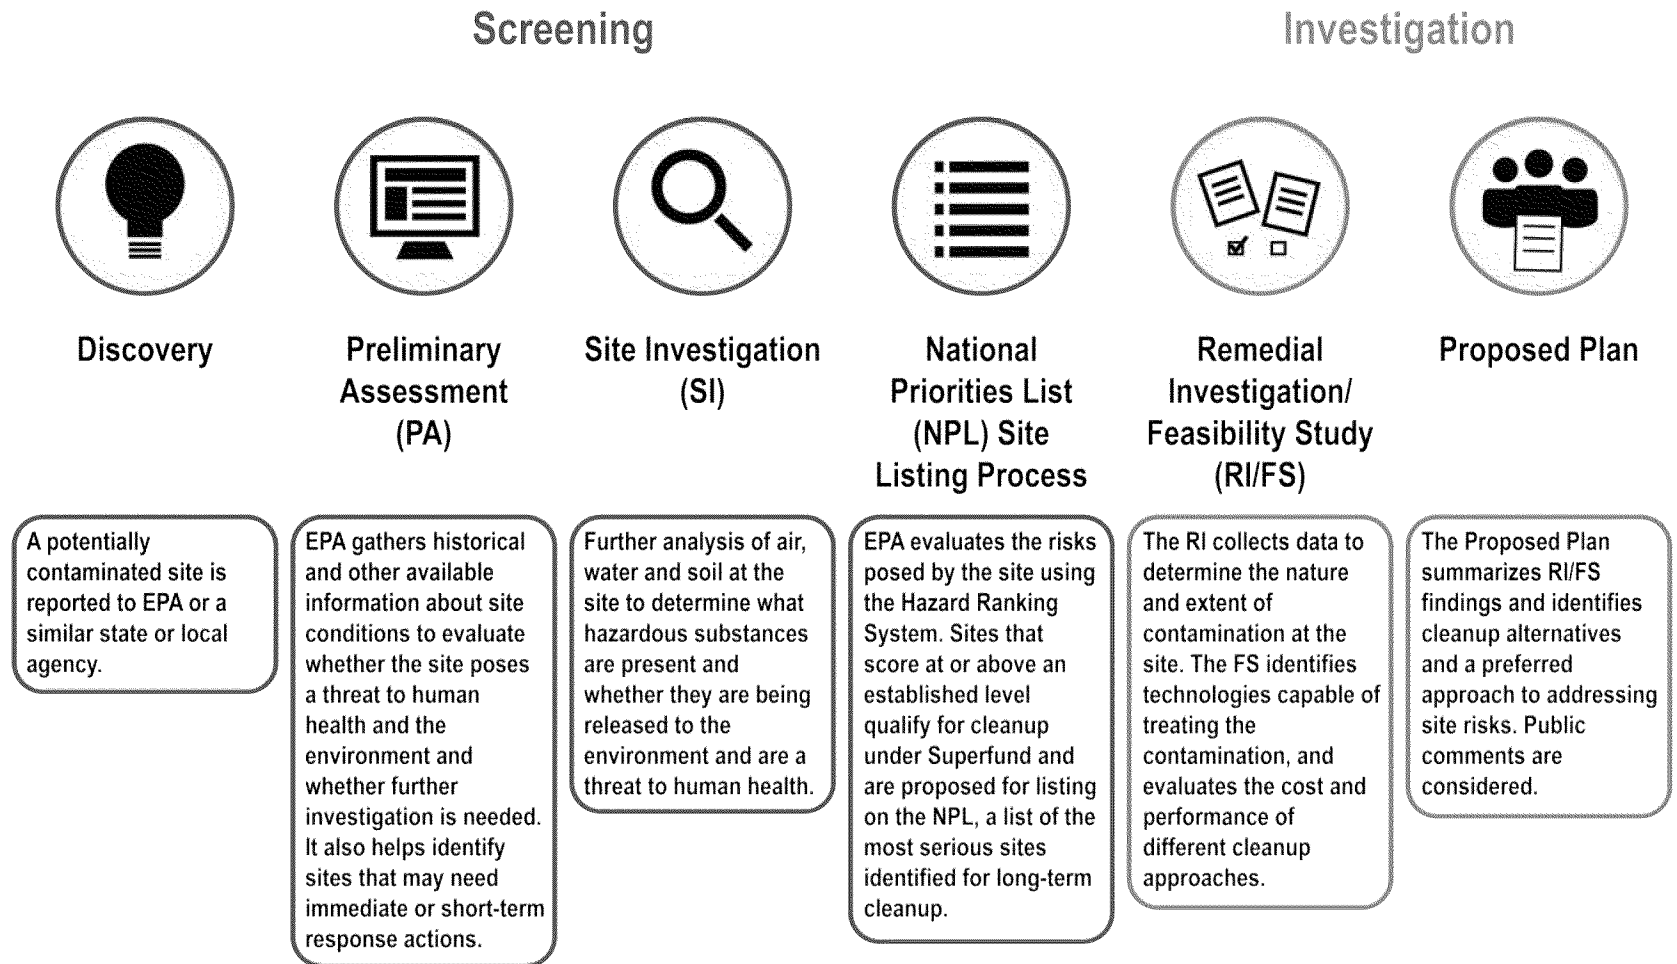 Screening
Investigation
Discovery
Preliminary
Assessment
(PA)
Site Investigation
(SI)
National
Priorities List
(NPL) Site
Listing Process
Remedial
Investigation/
Feasibility Study
(RI/FS)
Proposed Plan
A potentially
contaminated site is
reported to EPA or a
similar state or local
agency.
EPA gathers historical
and other available
information about site
conditions to evaluate
whether the site poses
a threat to human
health and the
environment and
whether further
investigation is needed.
It also helps identify
sites that may need
immediate or short-term
response actions.
Further analysis of air,
water and soil at the
site to determine what
hazardous substances
are present and
whether they are being
released to the
environment and are a
threat to human health.
EPA evaluates the risks
posed by the site using
the Hazard Ranking
System. Sites that
score at or above an
established level
qualify for cleanup
under Superfund and
are proposed for listing
on the NPL, a list of the
most serious sites
identified for long-term
cleanup.
The RI collects data to
determine the nature
and extent of
contamination at the
site. The FS identifies
technologies capable of
treating the
contamination, and
evaluates the cost and
performance of
different cleanup
approaches.
The Proposed Plan
summarizes RI/FS
findings and identifies
cleanup alternatives
and a preferred
approach to addressing
site risks. Public
comments are
considered.